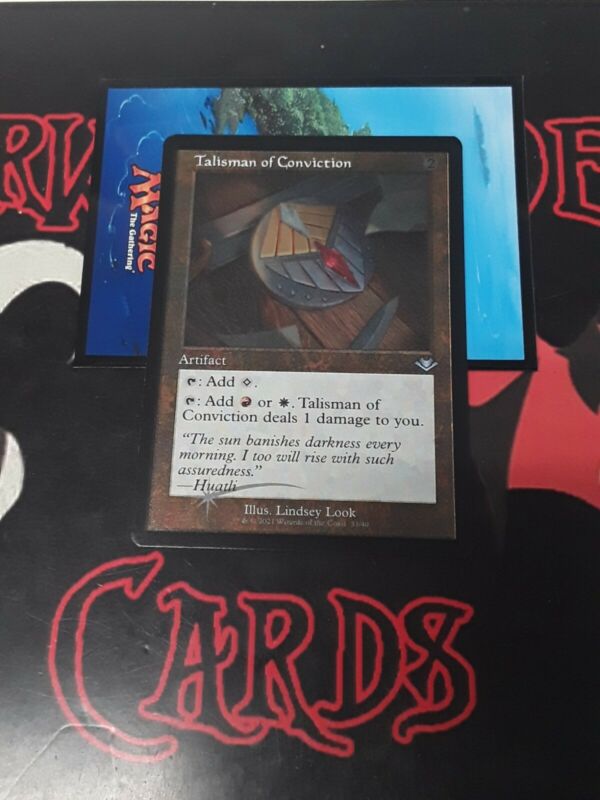 MAGIC
The Gathering®
Talisman of Conviction 2
Artifact
: Add .
: Add or . Talisman of
Conviction deals 1 damage to you.
"The sun banishes darkness every
morning. I too will rise with such
assuredness."
—Huatli
Illus. Lindsey Look
& © 2021 Wizards of the Coast 33/40
CARDS